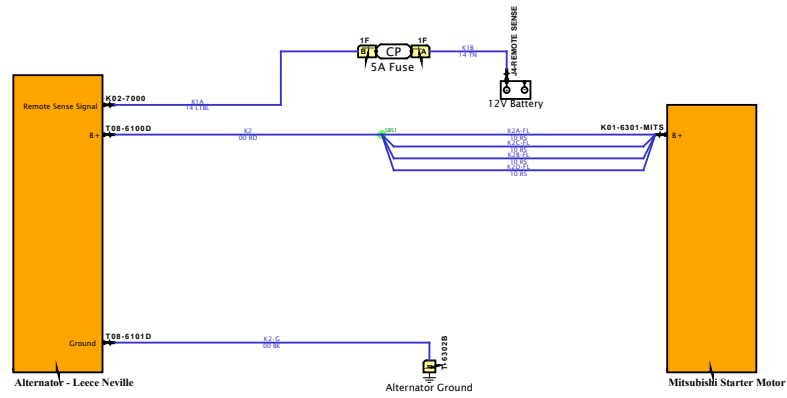 J4-REMOTE SENSE
1F
1F
B
CP
A
K1B
14 TN
5A Fuse
12V Battery
K02-7000
Remote Sense Signal
K1A
14 LTBL
T08-6100D
B+
K2
00 RD
S8S1
K2A-FL
10 RS
K2C-FL
10 RS
K2B-FL
10 RS
K2D-FL
10 RS
K01-6301-MITS
B+
T08-6101D
Ground
K2-G
00 BK
T-6302B
Alternator Ground
Alternator - Leece Neville
Mitsubishi Starter Motor